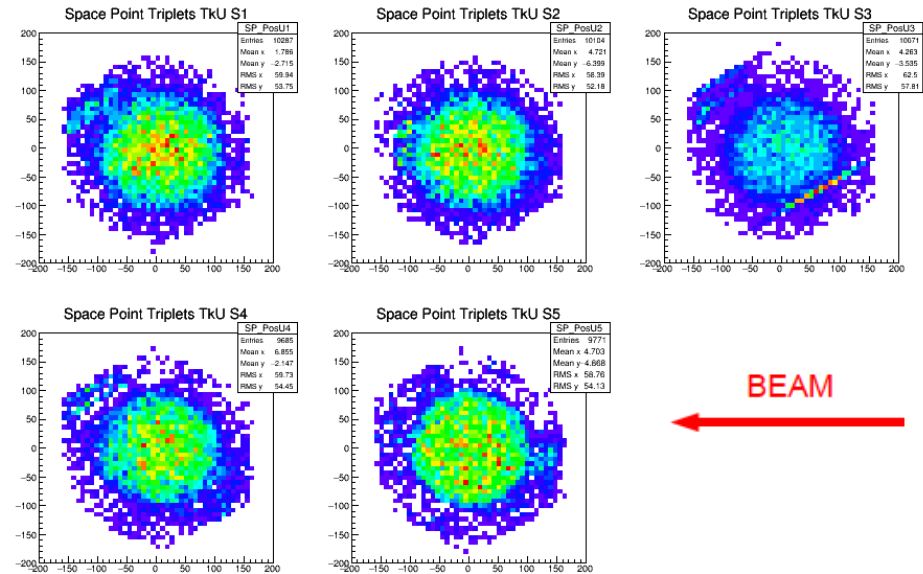 Space Point Triplets TkU S1
SP_PosU1
Entries 10287
Mean x 1.786
Mean y -2.715
RMS x 59.94
RMS y 53.75
200
150
100
50
0
-50
-100
-150
-200
-200 -150 -100 -50 0 50 100 150 200
Space Point Triplets TkU S2
SP_PosU2
Entries 10104
Mean x 4.721
Mean y -6.399
RMS x 58.39
RMS y 52.18
200
150
100
50
0
-50
-100
-150
-200
-200 -150 -100 -50 0 50 100 150 200
Space Point Triplets TkU S3
SP_PosU3
Entries 10071
Mean x 4.263
Mean y -3.535
RMS x 62.5
RMS y 57.81
200
150
100
50
0
-50
-100
-150
-200
-200 -150 -100 -50 0 50 100 150 200
Space Point Triplets TkU S4
SP_PosU4
Entries 9685
Mean x 6.855
Mean y -2.147
RMS x 59.73
RMS y 54.45
200
150
100
50
0
-50
-100
-150
-200
-200 -150 -100 -50 0 50 100 150 200
Space Point Triplets TkU S5
SP_PosU5
Entries 9771
Mean x 4.703
Mean y -4.868
RMS x 58.76
RMS y 54.13
200
150
100
50
0
-50
-100
-150
-200
-200 -150 -100 -50 0 50 100 150 200
BEAM